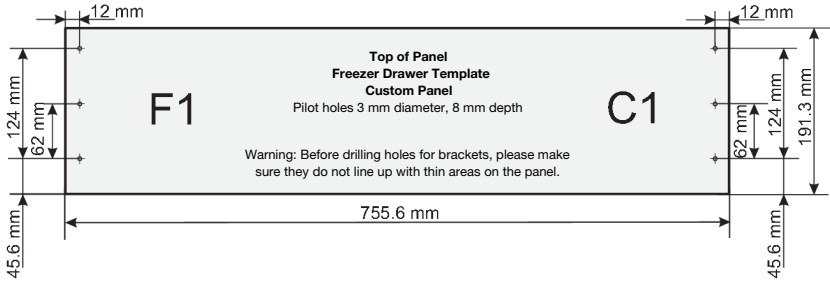 12 mm
12 mm
Top of Panel
Freezer Drawer Template
Custom Panel
Pilot holes 3 mm diameter, 8 mm depth
F1
C1
124 mm
62 mm
62 mm
124 mm
191.3 mm
Warning: Before drilling holes for brackets, please make
sure they do not line up with thin areas on the panel.
755.6 mm
45.6 mm
45.6 mm